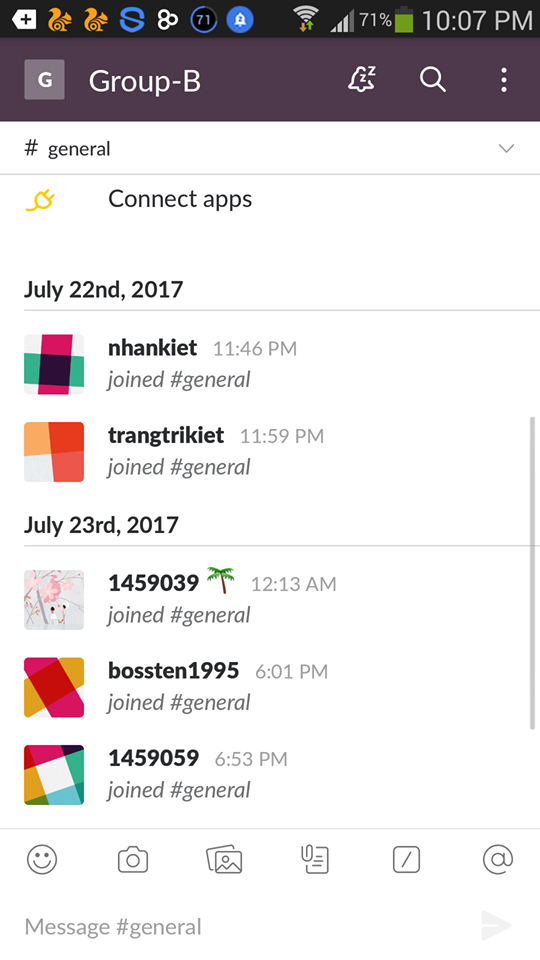 71 71% 10:07 PM
G Group-B
# general
Connect apps
July 22nd, 2017
nhankiet 11:46 PM
joined #general
trangtrikiet 11:59 PM
joined #general
July 23rd, 2017
1459039 12:13 AM
joined #general
bossten1995 6:01 PM
joined #general
1459059 6:53 PM
joined #general
Message #general